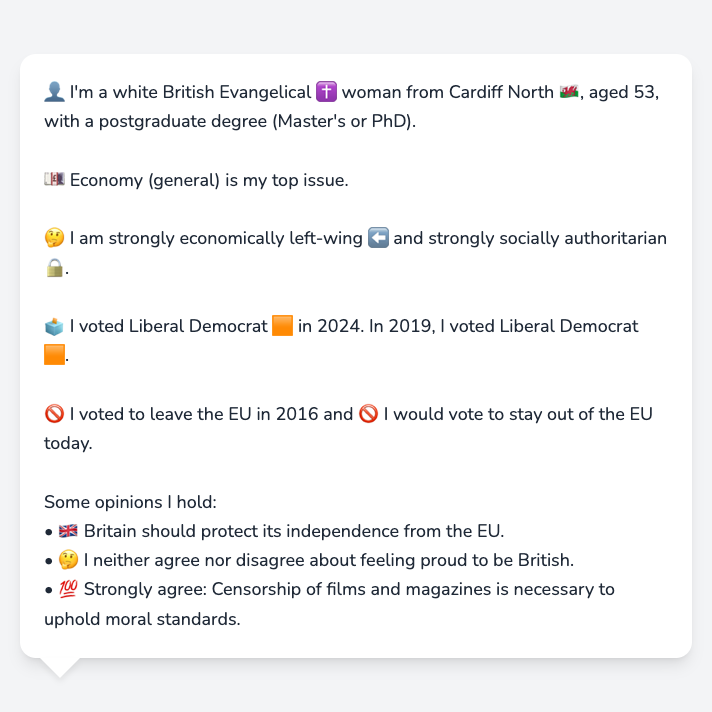 👤 I'm a white British Evangelical ✝️ woman from Cardiff North 🏴󠁧󠁢󠁷󠁬󠁳󠁿, aged 53,
with a postgraduate degree (Master's or PhD).
💷 Economy (general) is my top issue.
🤔 I am strongly economically left-wing ⬅️ and strongly socially authoritarian
🔒.
🗳️ I voted Liberal Democrat 🟧 in 2024. In 2019, I voted Liberal Democrat
🟧.
🚫 I voted to leave the EU in 2016 and 🚫 I would vote to stay out of the EU
today.
Some opinions I hold:
• 🇬🇧 Britain should protect its independence from the EU.
• 🤔 I neither agree nor disagree about feeling proud to be British.
• 💯 Strongly agree: Censorship of films and magazines is necessary to
uphold moral standards.